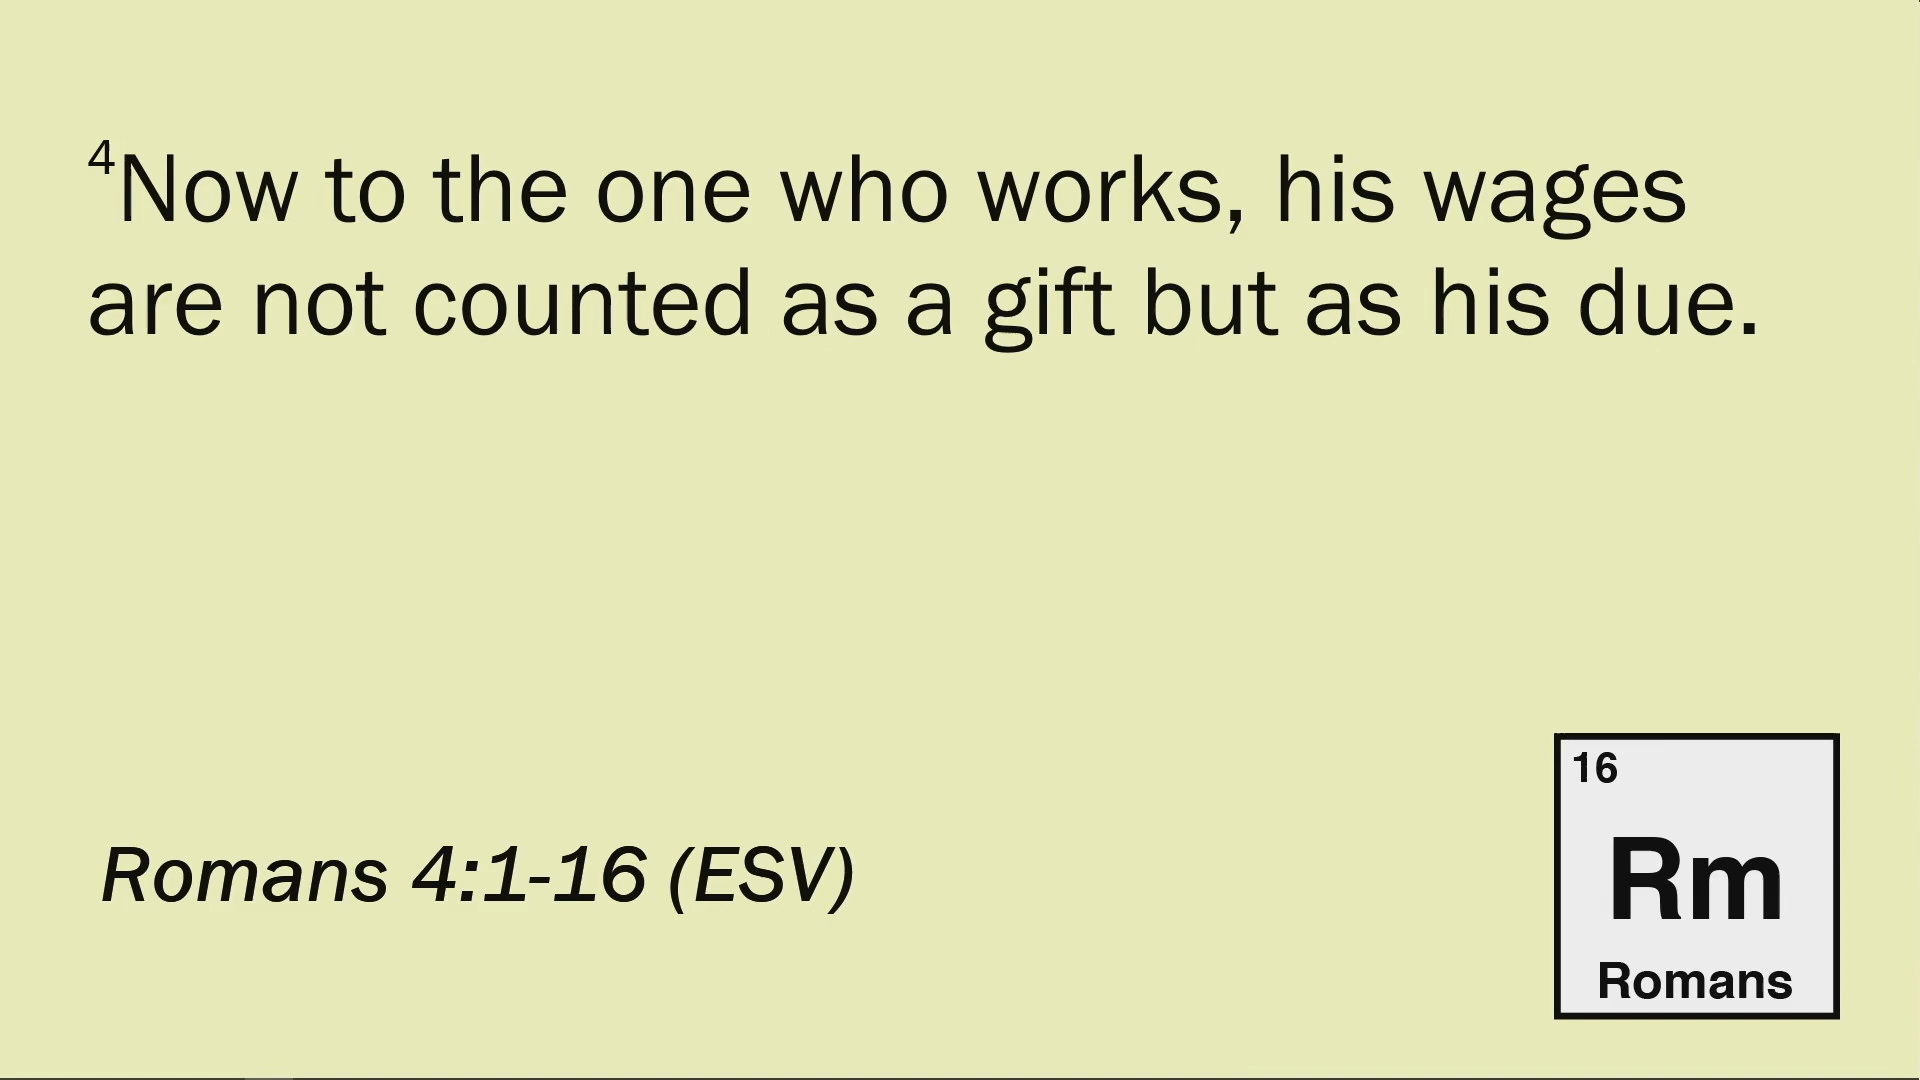 ⁴Now to the one who works, his wages
are not counted as a gift but as his due.
Romans 4:1-16 (ESV)
16
Rm
Romans